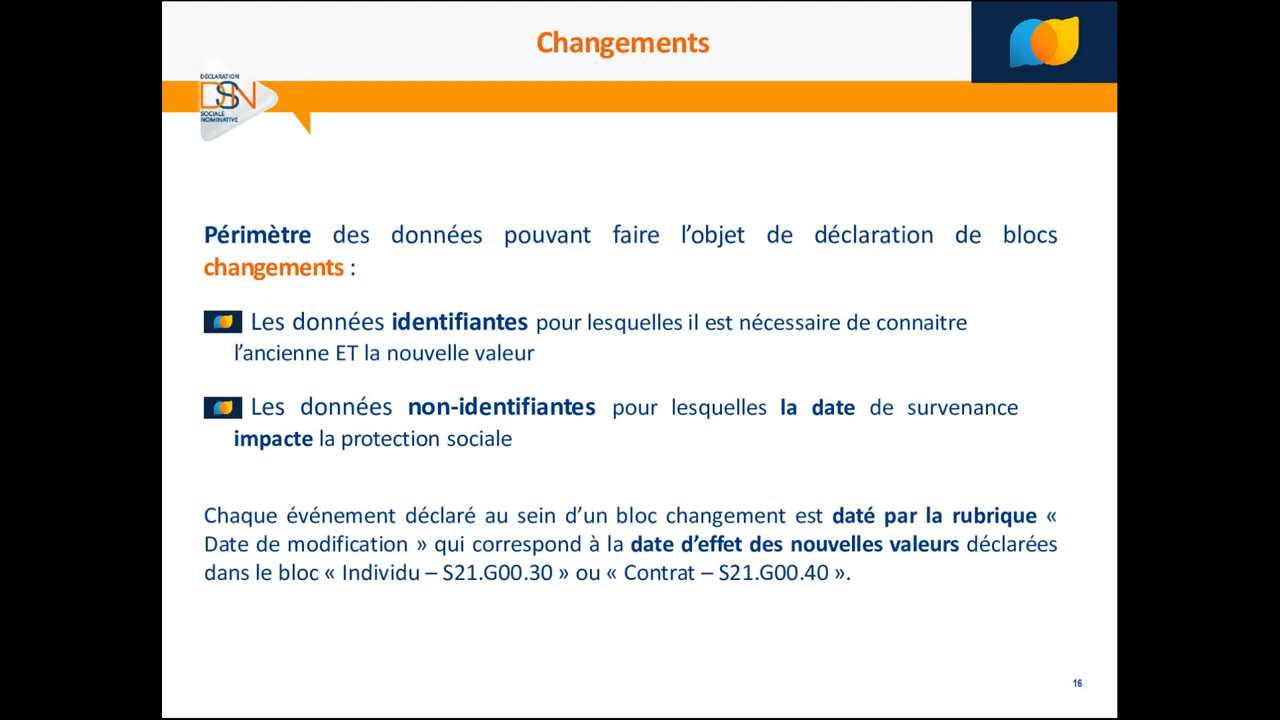 Changements
DÉCLARATION
DSN
SOCIALE
NOMINATIVE
Périmètre des données pouvant faire l’objet de déclaration de blocs
changements :
Les données identifiantes pour lesquelles il est nécessaire de connaitre
l’ancienne ET la nouvelle valeur
Les données non-identifiantes pour lesquelles la date de survenance
impacte la protection sociale
Chaque événement déclaré au sein d’un bloc changement est daté par la rubrique «
Date de modification » qui correspond à la date d’effet des nouvelles valeurs déclarées
dans le bloc « Individu – S21.G00.30 » ou « Contrat – S21.G00.40 ».
16